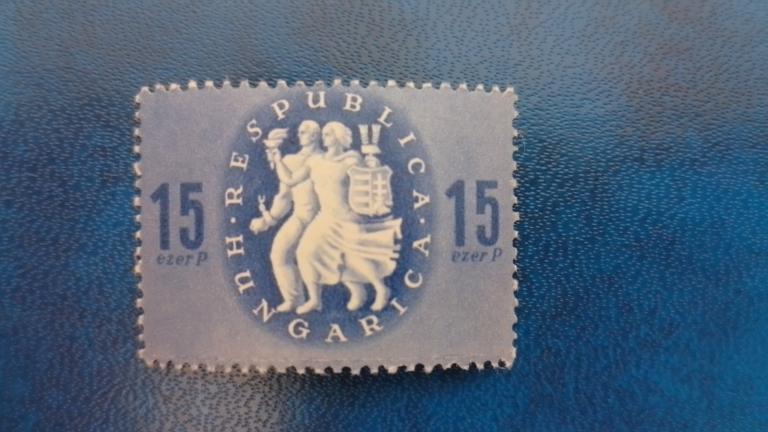 RESPUBLICA · HUNGARICA ·
15
ezer P
15
ezer P